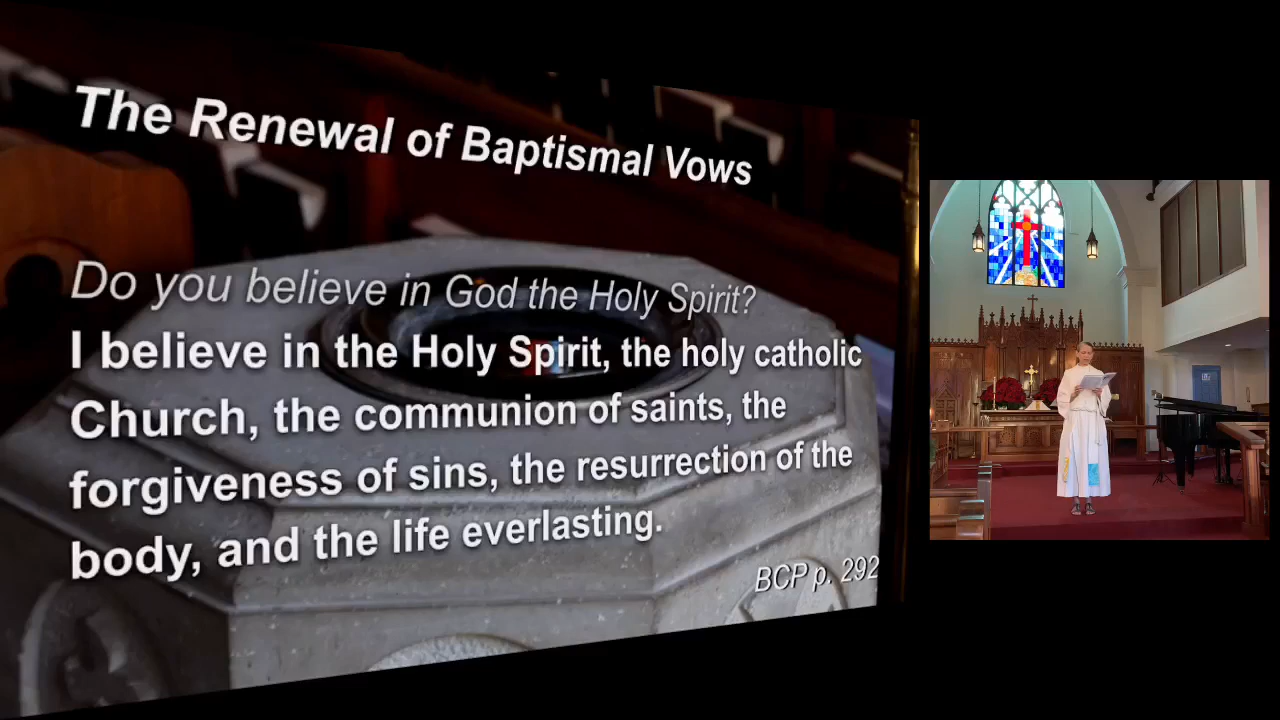 The Renewal of Baptismal Vows
Do you believe in God the Holy Spirit?
I believe in the Holy Spirit, the holy catholic
Church, the communion of saints, the
forgiveness of sins, the resurrection of the
body, and the life everlasting.
BCP p. 292